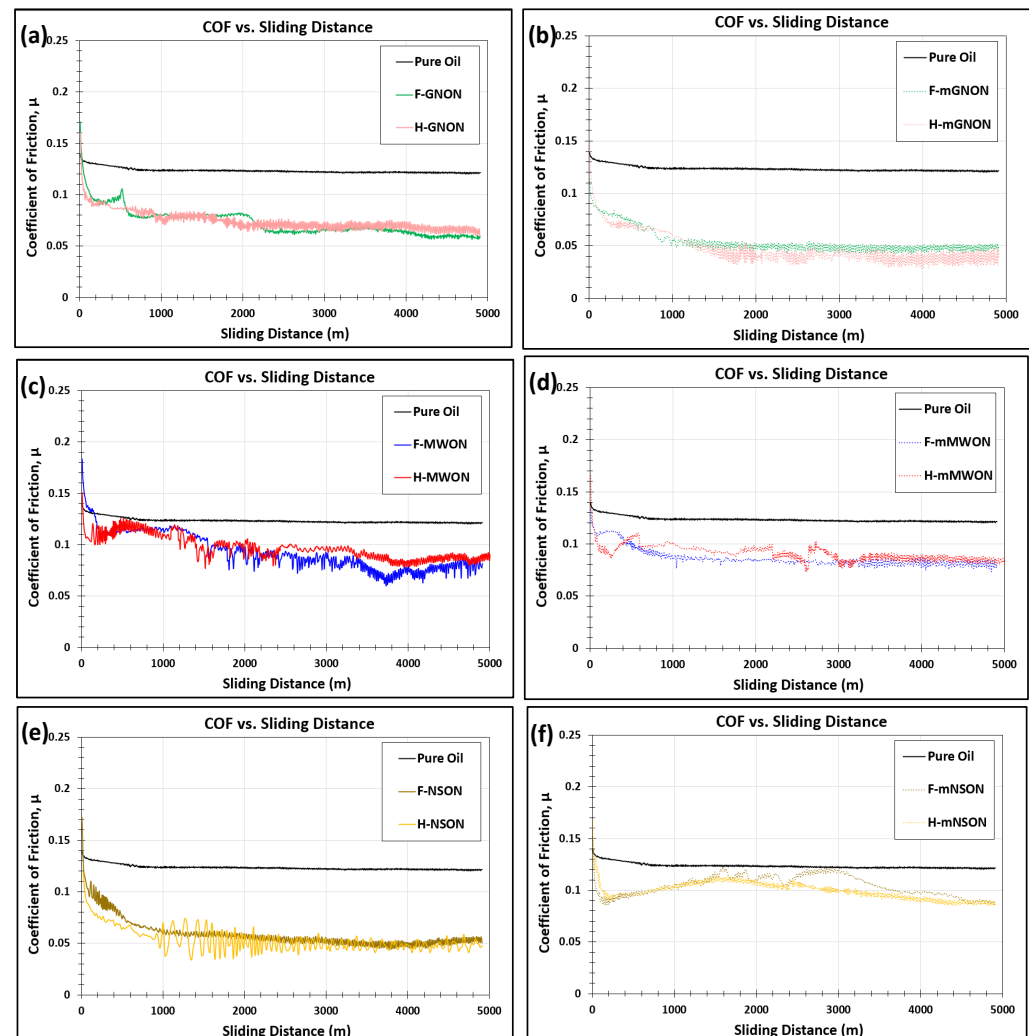 (a)
COF vs. Sliding Distance
0.25
0.2
0.15
0.1
0.05
0
Coefficient of Friction, μ
Pure Oil
F-GNON
H-GNON
0 1000 2000 3000 4000 5000
Sliding Distance (m)
(b)
COF vs. Sliding Distance
0.25
0.2
0.15
0.1
0.05
0
Coefficient of Friction, μ
Pure Oil
F-mGNON
H-mGNON
0 1000 2000 3000 4000 5000
Sliding Distance (m)
(c)
COF vs. Sliding Distance
0.25
0.2
0.15
0.1
0.05
0
Coefficient of Friction, μ
Pure Oil
F-MWON
H-MWON
0 1000 2000 3000 4000 5000
Sliding Distance (m)
(d)
COF vs. Sliding Distance
0.25
0.2
0.15
0.1
0.05
0
Coefficient of Friction, μ
Pure Oil
F-mMWON
H-mMWON
0 1000 2000 3000 4000 5000
Sliding Distance (m)
(e)
COF vs. Sliding Distance
0.25
0.2
0.15
0.1
0.05
0
Coefficient of Friction, μ
Pure Oil
F-NSON
H-NSON
0 1000 2000 3000 4000 5000
Sliding Distance (m)
(f)
COF vs. Sliding Distance
0.25
0.2
0.15
0.1
0.05
0
Coefficient of Friction, μ
Pure Oil
F-mNSON
H-mNSON
0 1000 2000 3000 4000 5000
Sliding Distance (m)